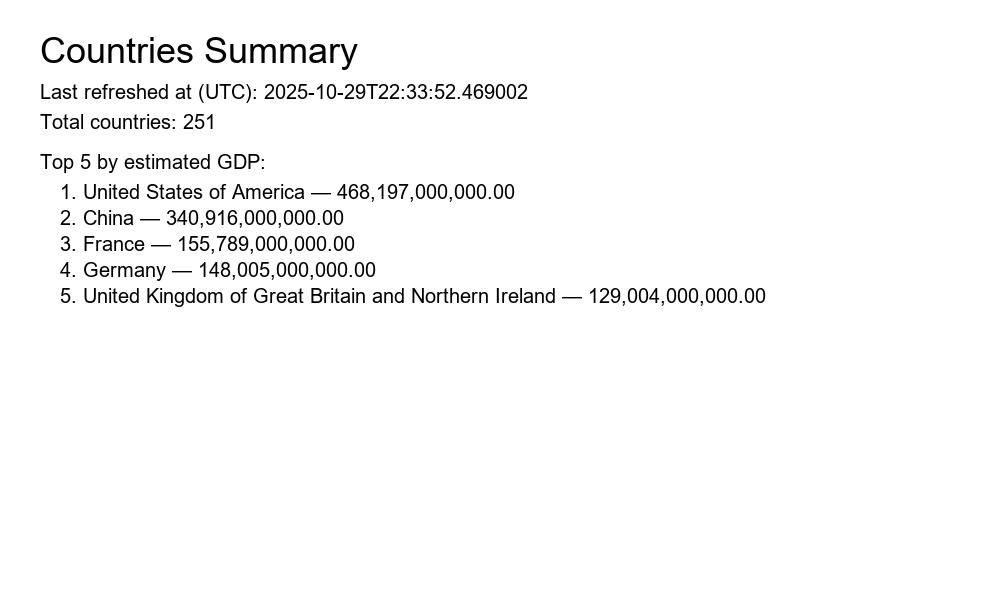 Countries Summary
Last refreshed at (UTC): 2025-10-29T22:33:52.469002
Total countries: 251
Top 5 by estimated GDP:
1. United States of America — 468,197,000,000.00
2. China — 340,916,000,000.00
3. France — 155,789,000,000.00
4. Germany — 148,005,000,000.00
5. United Kingdom of Great Britain and Northern Ireland — 129,004,000,000.00